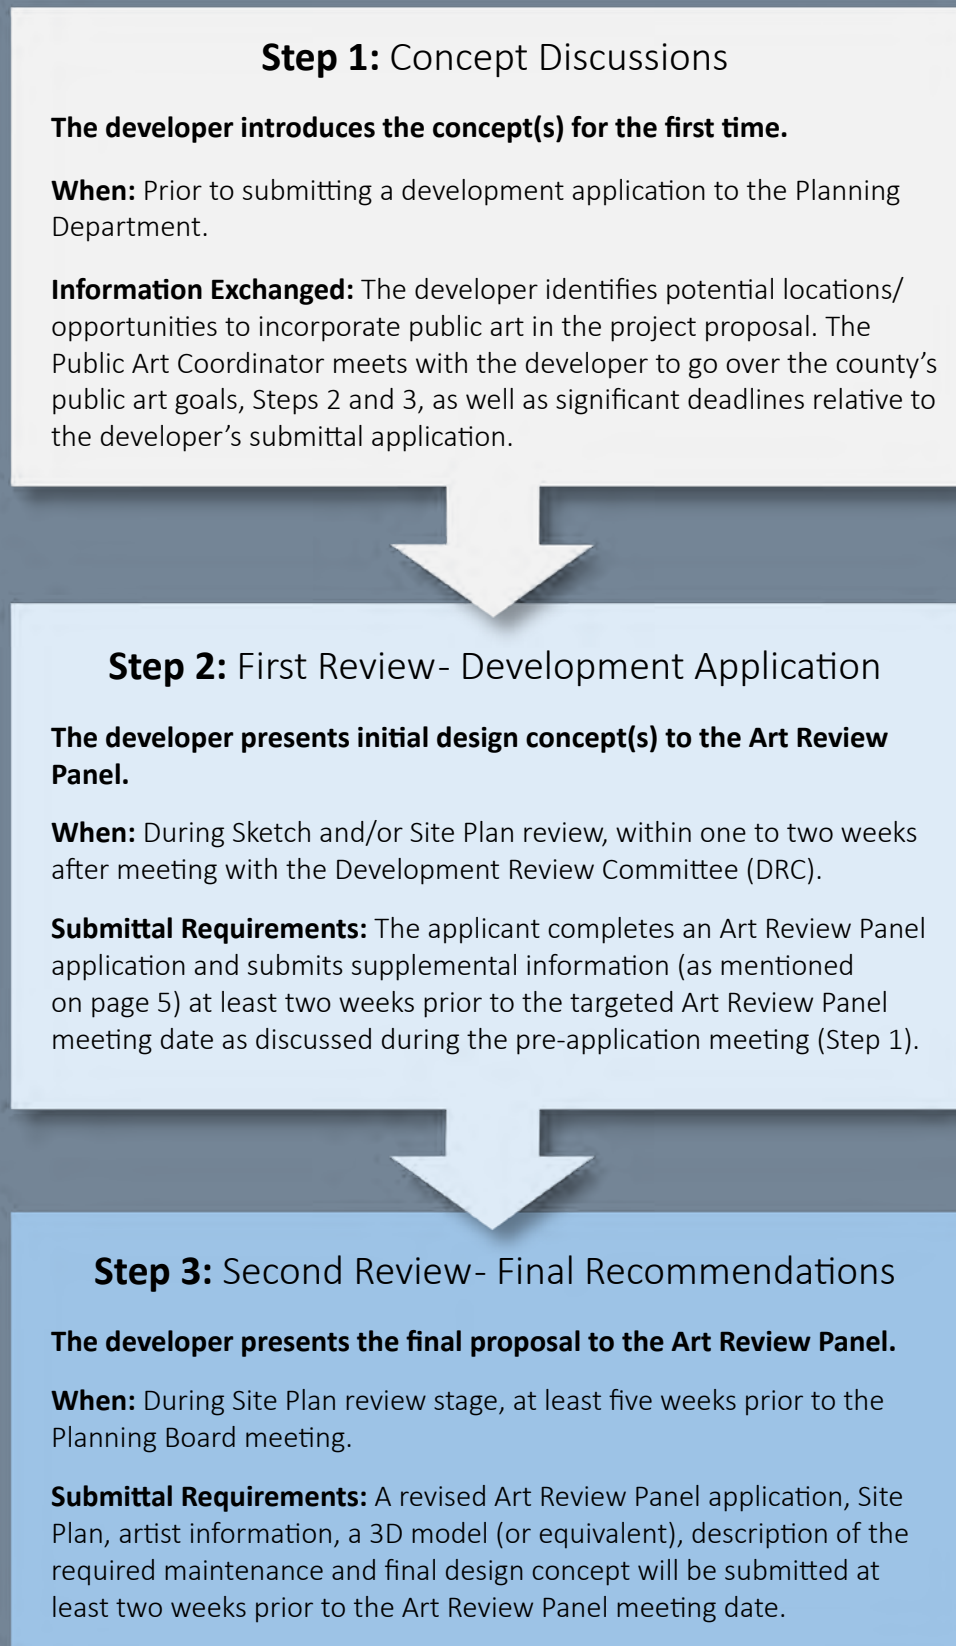 Step 1: Concept Discussions
The developer introduces the concept(s) for the first time.
When: Prior to submitting a development application to the Planning
Department.
Information Exchanged: The developer identifies potential locations/
opportunities to incorporate public art in the project proposal. The
Public Art Coordinator meets with the developer to go over the county’s
public art goals, Steps 2 and 3, as well as significant deadlines relative to
the developer’s submittal application.
Step 2: First Review- Development Application
The developer presents initial design concept(s) to the Art Review
Panel.
When: During Sketch and/or Site Plan review, within one to two weeks
after meeting with the Development Review Committee (DRC).
Submittal Requirements: The applicant completes an Art Review Panel
application and submits supplemental information (as mentioned
on page 5) at least two weeks prior to the targeted Art Review Panel
meeting date as discussed during the pre-application meeting (Step 1).
Step 3: Second Review- Final Recommendations
The developer presents the final proposal to the Art Review Panel.
When: During Site Plan review stage, at least five weeks prior to the
Planning Board meeting.
Submittal Requirements: A revised Art Review Panel application, Site
Plan, artist information, a 3D model (or equivalent), description of the
required maintenance and final design concept will be submitted at
least two weeks prior to the Art Review Panel meeting date.